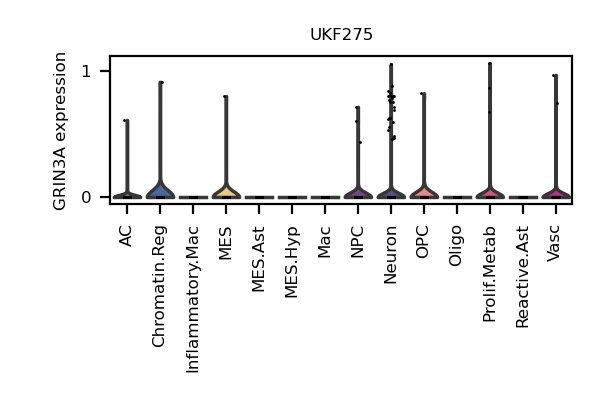 UKF275
GRIN3A expression
1
0
AC
Chromatin.Reg
Inflammatory.Mac
MES
MES.Ast
MES.Hyp
Mac
NPC
Neuron
OPC
Oligo
Prolif.Metab
Reactive.Ast
Vasc